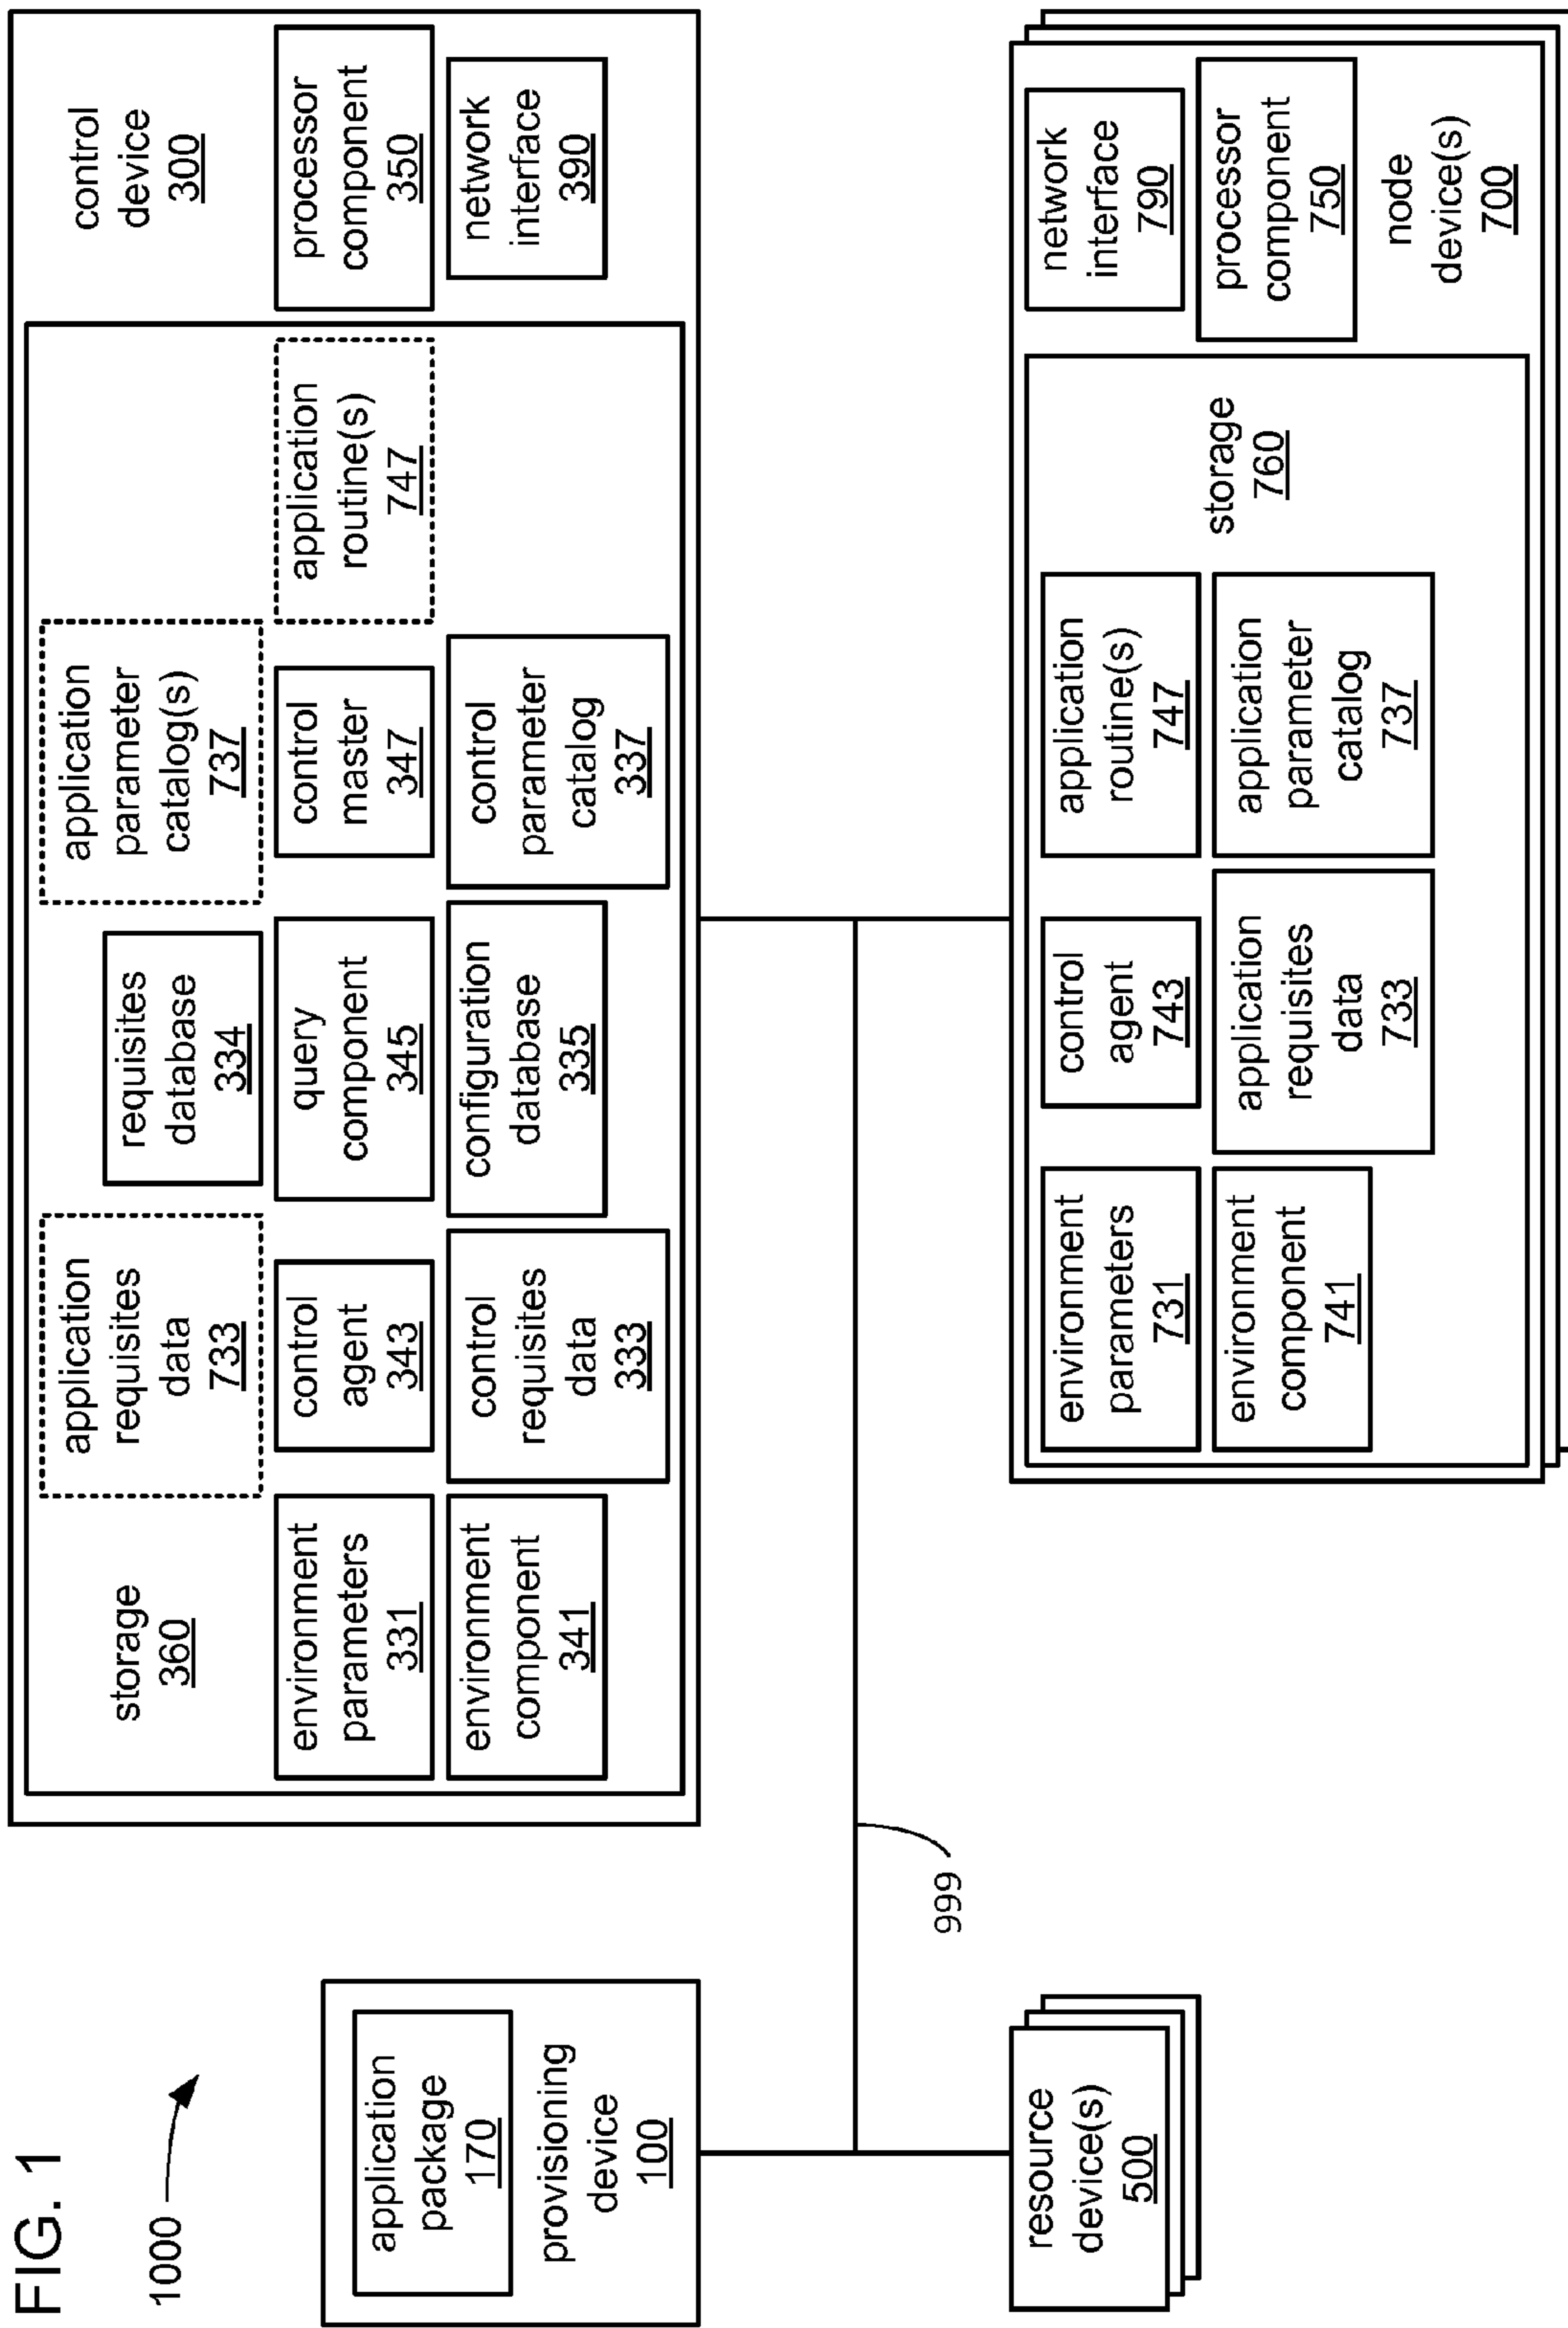 FIG. 1
1000
application
package
170
provisioning
device
100
storage
360
application
requisites
data
733
requisites
database
334
application
parameter
catalog(s)
737
control
device
300
environment
parameters
331
control
agent
343
query
component
345
control
master
347
application
routine(s)
747
processor
component
350
environment
component
341
control
requisites
data
333
configuration
database
335
control
parameter
catalog
337
network
interface
390
999
resource
device(s)
500
environment
parameters
731
control
agent
743
application
routine(s)
747
storage
760
network
interface
790
environment
component
741
application
requisites
data
733
application
parameter
catalog
737
processor
component
750
node
device(s)
700